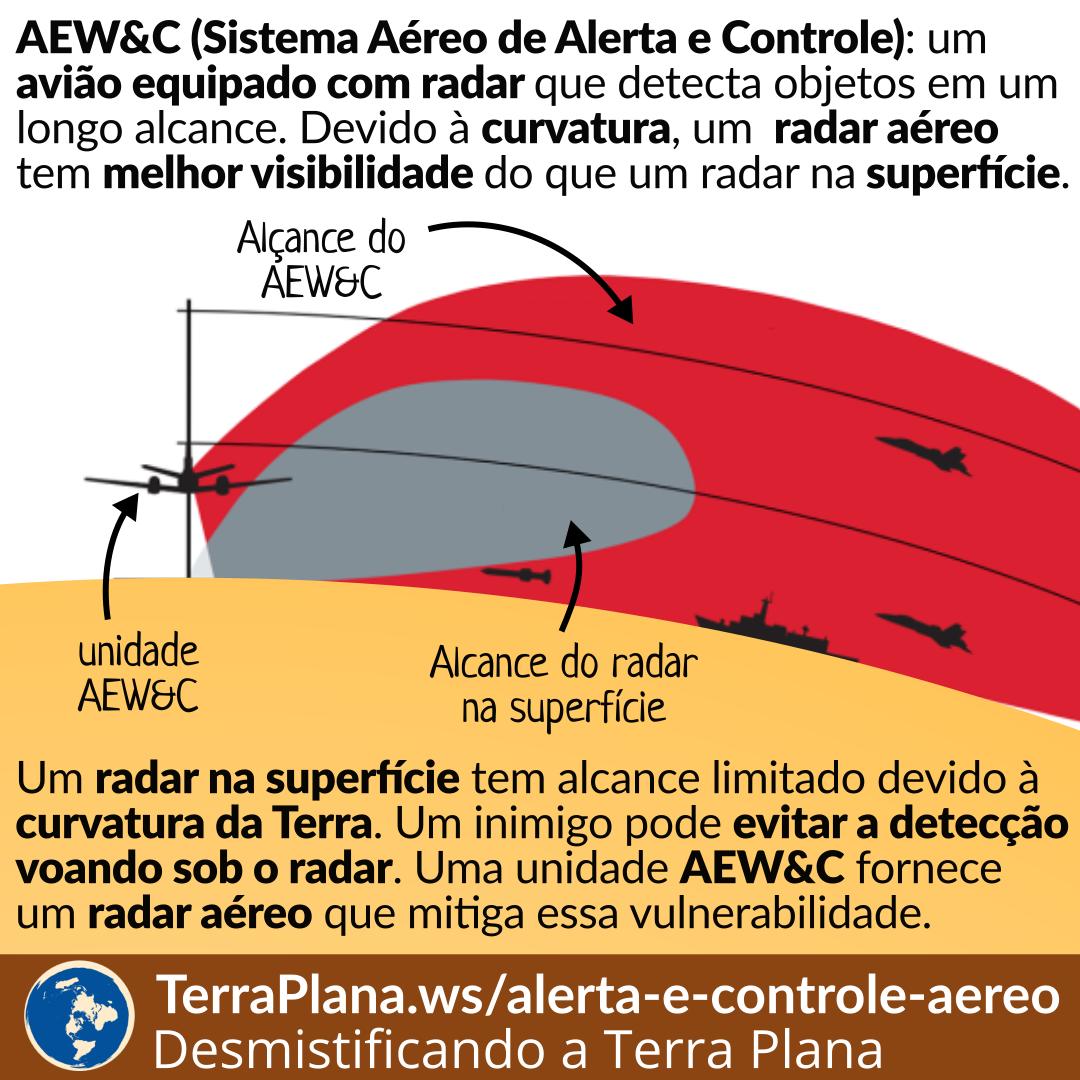 AEW&C (Sistema Aéreo de Alerta e Controle): um
avião equipado com radar que detecta objetos em um
longo alcance. Devido à curvatura, um radar aéreo
tem melhor visibilidade do que um radar na superfície.
Alçance do
AEW&C
unidade
AEW&C
Alcance do radar
na superfície
Um radar na superfície tem alcance limitado devido à
curvatura da Terra. Um inimigo pode evitar a detecção
voando sob o radar. Uma unidade AEW&C fornece
um radar aéreo que mitiga essa vulnerabilidade.
TerraPlana.ws/alerta-e-controle-aereo
Desmistificando a Terra Plana